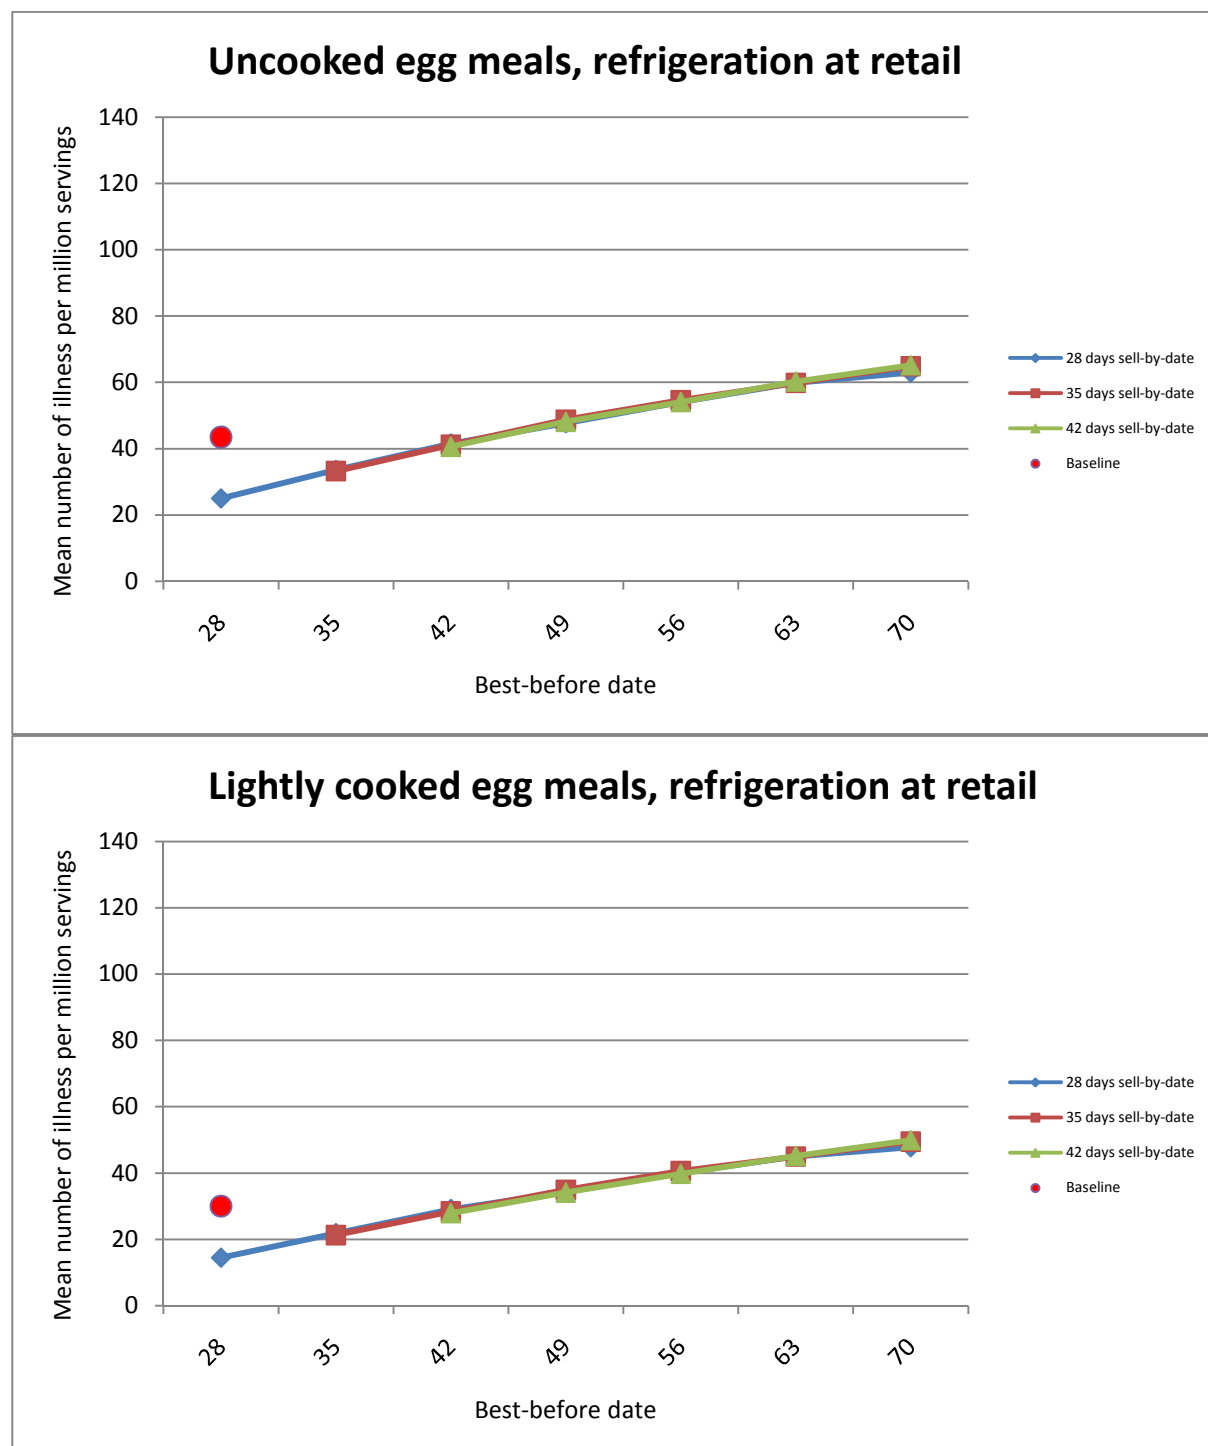 Uncooked egg meals, refrigeration at retail
Mean number of illness per million servings
140
120
100
80
60
40
20
0
28
35
42
49
56
63
70
Best-before date
28 days sell-by-date
35 days sell-by-date
42 days sell-by-date
Baseline
Lightly cooked egg meals, refrigeration at retail
Mean number of illness per million servings
140
120
100
80
60
40
20
0
28
35
42
49
56
63
70
Best-before date
28 days sell-by-date
35 days sell-by-date
42 days sell-by-date
Baseline